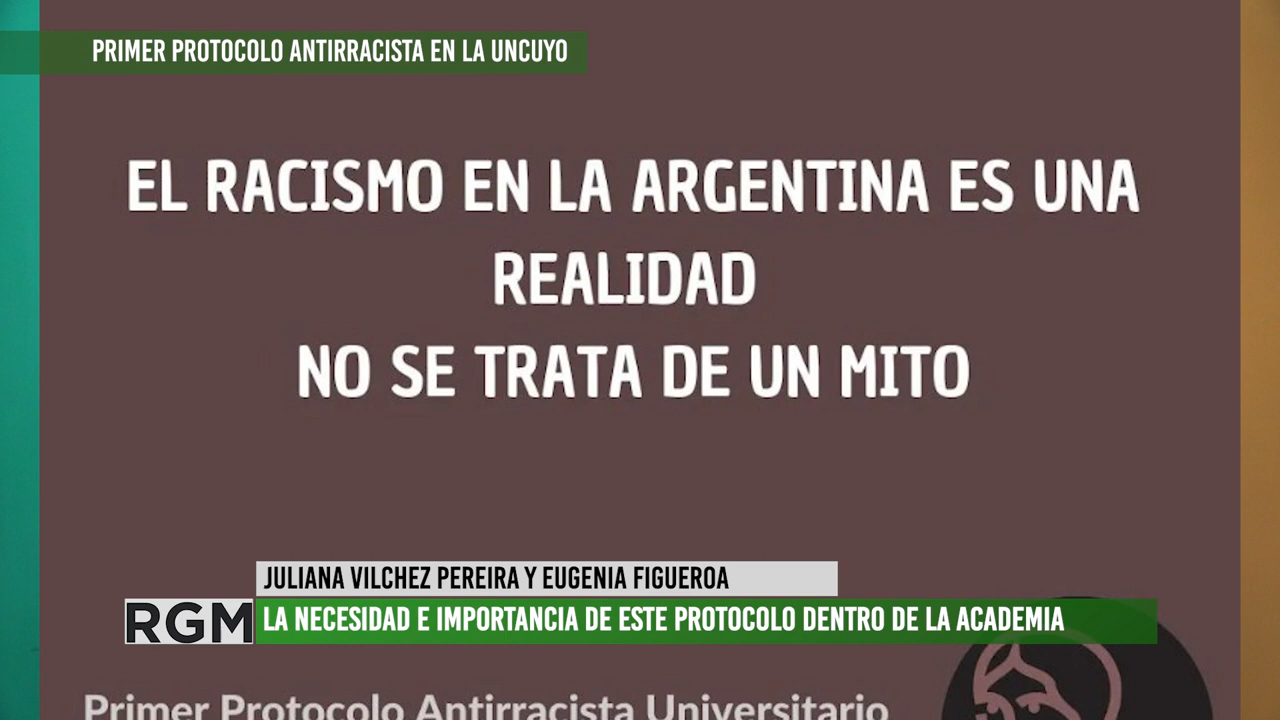 PRIMER PROTOCOLO ANTIRRACISTA EN LA UNCUYO
EL RACISMO EN LA ARGENTINA ES UNA
REALIDAD
NO SE TRATA DE UN MITO
JULIANA VILCHEZ PEREIRA Y EUGENIA FIGUEROA
RGM
LA NECESIDAD E IMPORTANCIA DE ESTE PROTOCOLO DENTRO DE LA ACADEMIA
Primer Protocolo Antirracista Universitario